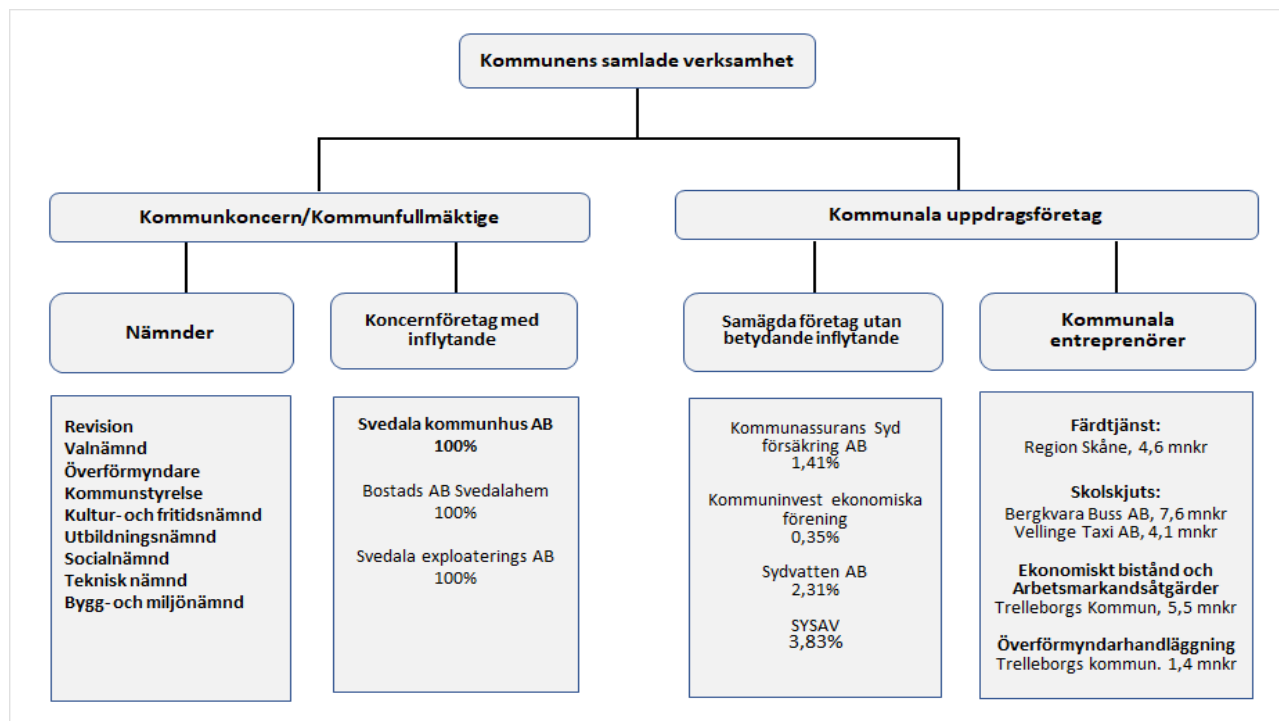 Kommunens samlade verksamhet
Kommunkoncern/Kommunfullmäktige
Kommunala uppdragsföretag
Nämnder
Koncernföretag med
inflytande
Samägda företag utan
betydande inflytande
Kommunala
entreprenörer
Revision
Valnämnd
Överförmyndare
Kommunstyrelse
Kultur- och fritidsnämnd
Utbildningsnämnd
Socialnämnd
Teknisk nämnd
Bygg- och miljönämnd
Svedala kommunhus AB
100%
Bostads AB Svedalahem
100%
Svedala exploaterings AB
100%
Kommunassurans Syd
försäkring AB
1,41%
Kommuninvest ekonomiska
förening
0,35%
Sydvatten AB
2,31%
SYSAV
3,83%
Färdtjänst:
Region Skåne, 4,6 mnkr
Skolskjuts:
Bergkvara Buss AB, 7,6 mnkr
Vellinge Taxi AB, 4,1 mnkr
Ekonomiskt bistånd och
Arbetsmarkandsåtgärder
Trelleborgs Kommun, 5,5 mnkr
Överförmyndarhandläggning
Trelleborgs kommun. 1,4 mnkr